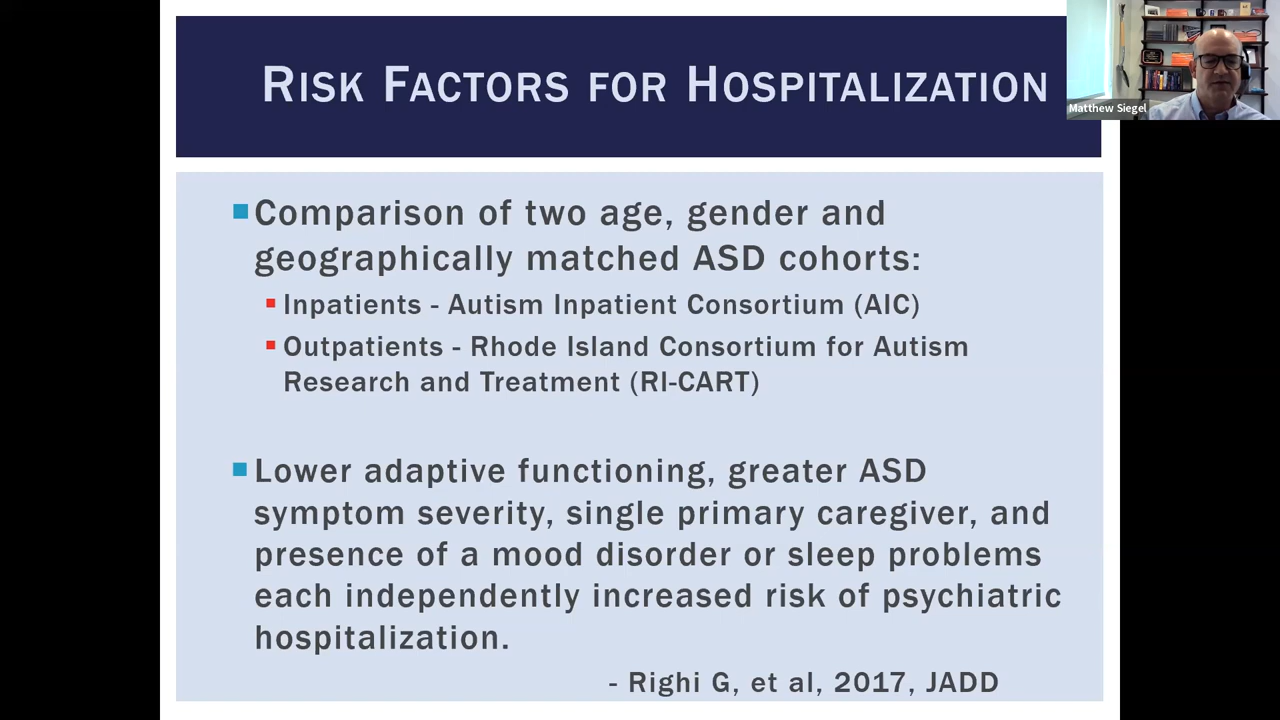 RISK FACTORS FOR HOSPITALIZATION
Matthew Siegel
Comparison of two age, gender and
geographically matched ASD cohorts:
Inpatients - Autism Inpatient Consortium (AIC)
Outpatients - Rhode Island Consortium for Autism
Research and Treatment (RI-CART)
Lower adaptive functioning, greater ASD
symptom severity, single primary caregiver, and
presence of a mood disorder or sleep problems
each independently increased risk of psychiatric
hospitalization.
- Righi G, et al, 2017, JADD